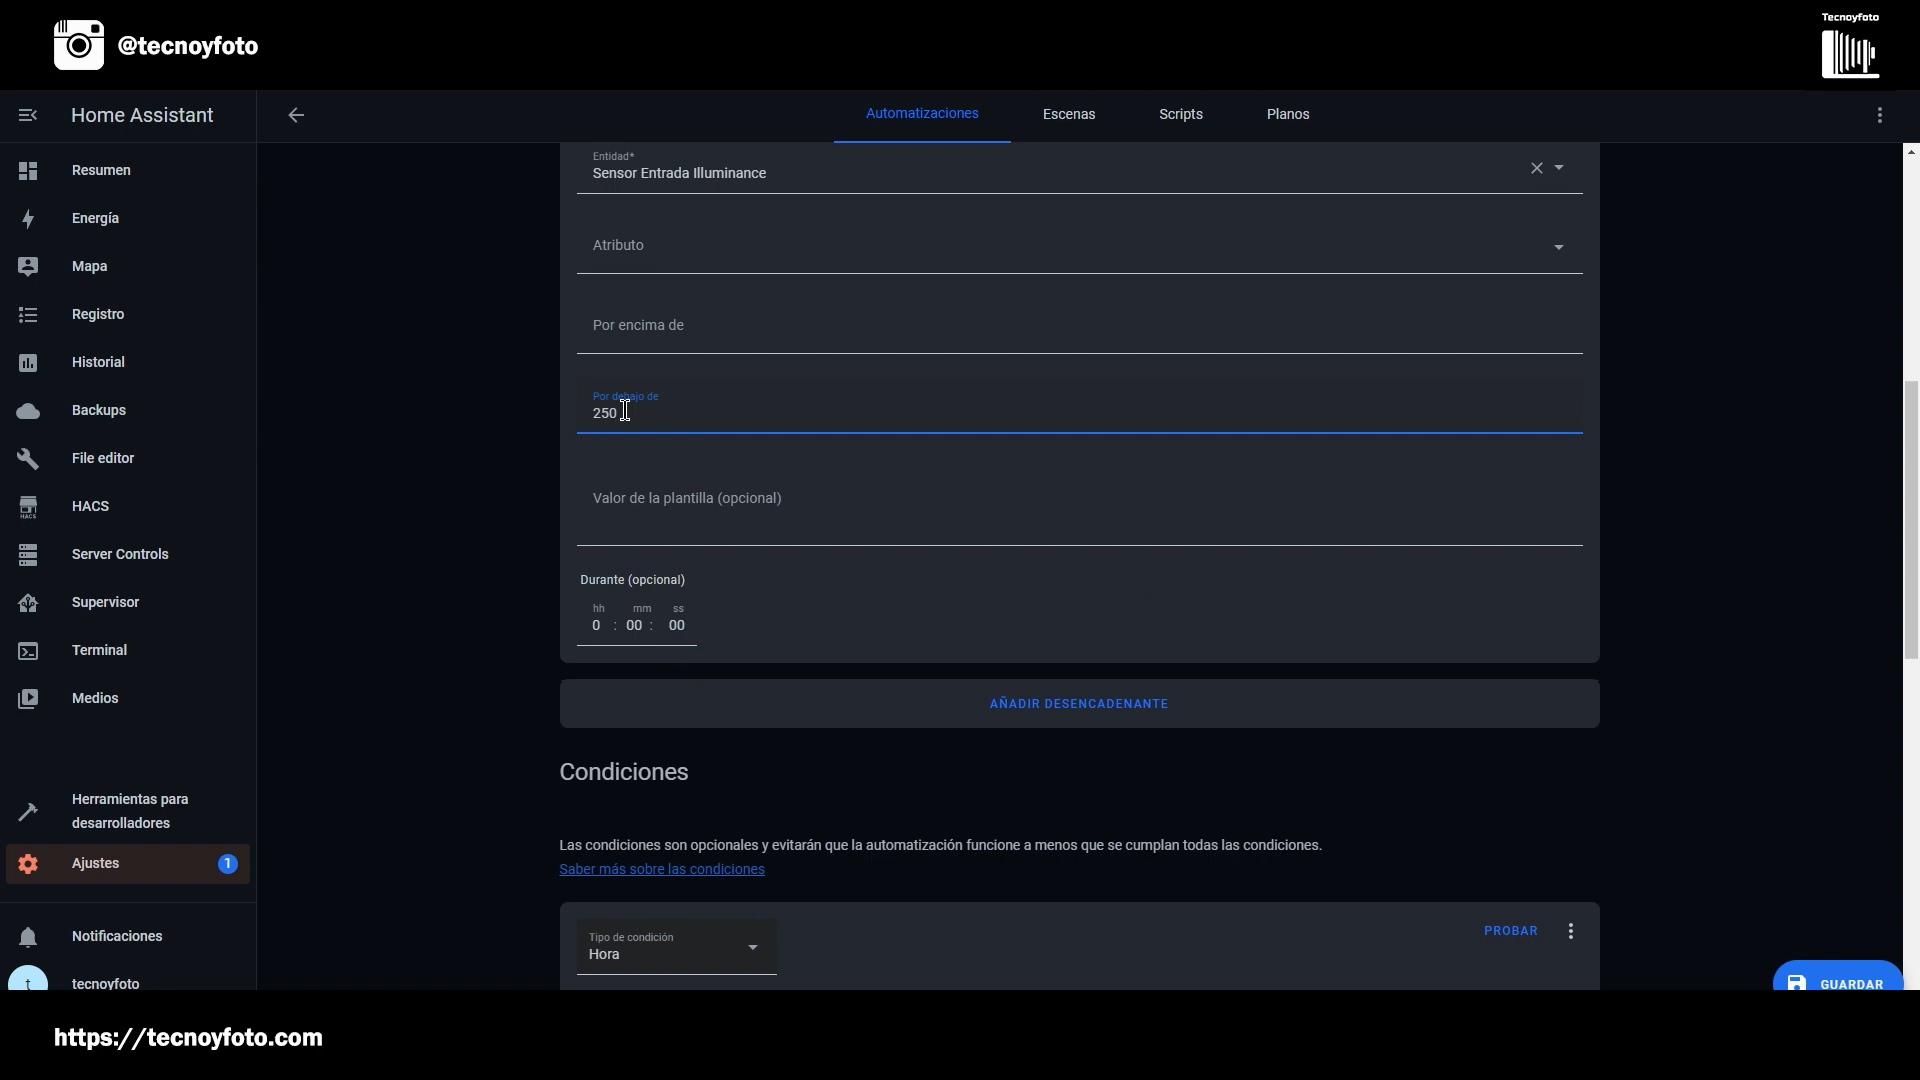 @tecnoyfoto
Tecnoyfoto
Home Assistant
Automatizaciones
Escenas
Scripts
Planos
Resumen
Energía
Mapa
Registro
Historial
Backups
File editor
HACS
HACS
Server Controls
Supervisor
Terminal
Medios
Herramientas para
desarrolladores
Ajustes
1
Notificaciones
t
tecnoyfoto
Entidad*
Sensor Entrada Illuminance
Atributo
Por encima de
Por debajo de
250
Valor de la plantilla (opcional)
Durante (opcional)
hh mm ss
0 : 00 : 00
AÑADIR DESENCADENANTE
Condiciones
Las condiciones son opcionales y evitarán que la automatización funcione a menos que se cumplan todas las condiciones.
Saber más sobre las condiciones
Tipo de condición
Hora
PROBAR
GUARDAR
https://tecnoyfoto.com